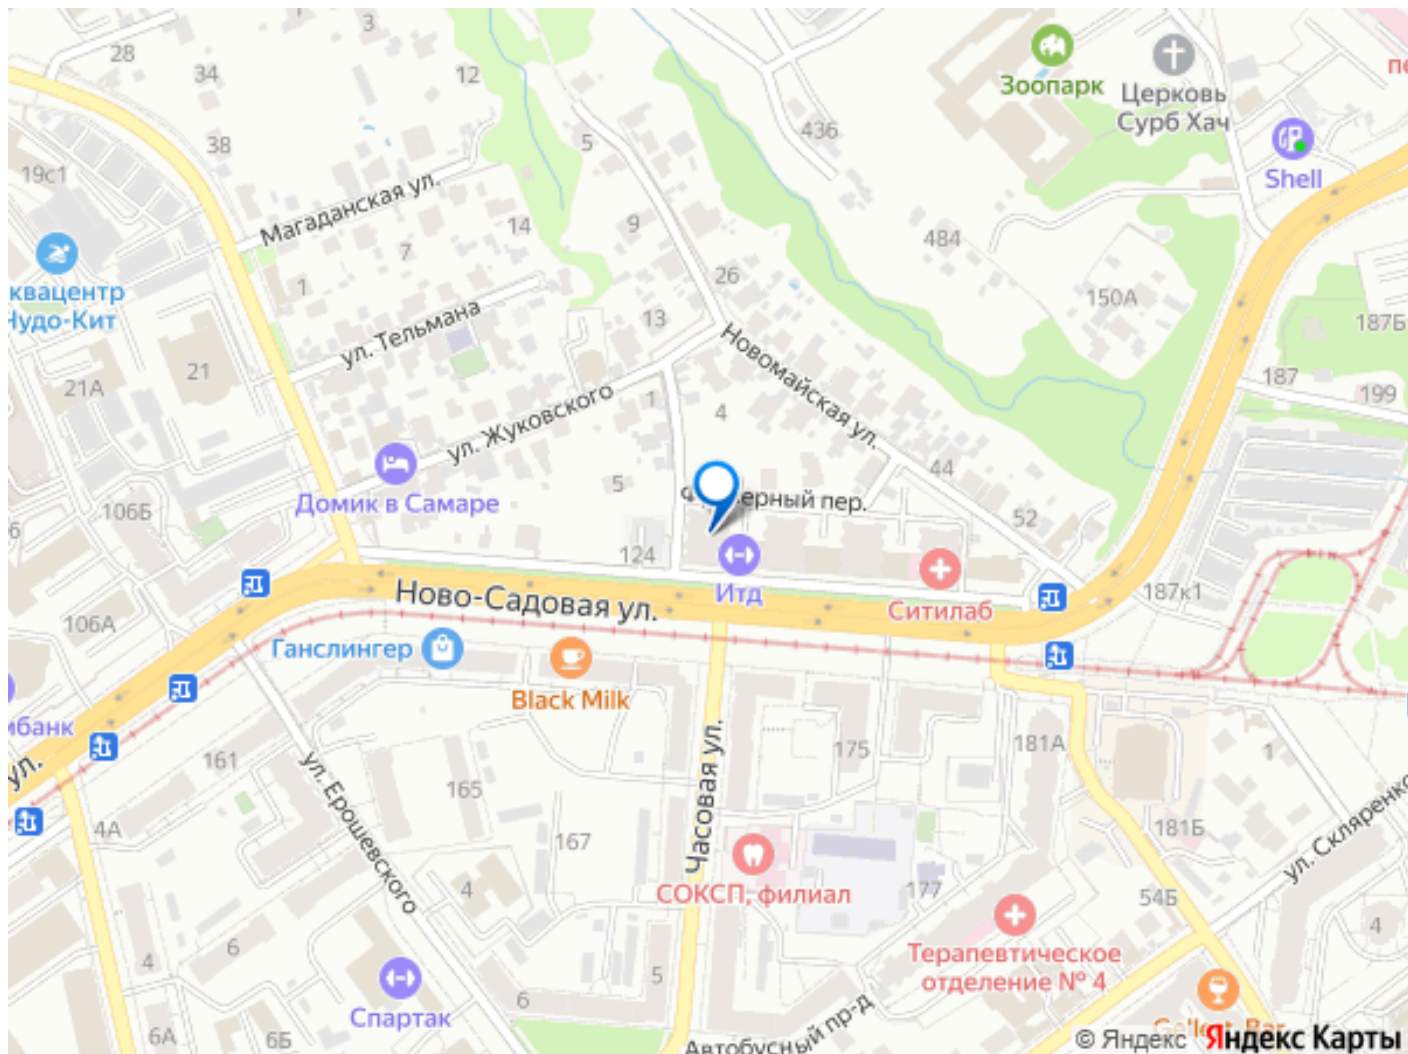 3
28
34
12
Зоопарк
Церковь
Сурб Хач
пе
38
5
436
Shell
19с1
Магаданская ул.
14
9
484
7
26
150А
1
квацентр
Чудо-Кит
13
187Б
ул. Тельмана
Новомайская ул.
21
21А
187
199
1
4
ул. Жуковского
44
5
Домик в Самаре
ерный пер.
106Б
52
124
Итд
Ново-Садовая ул.
Ситилаб
187к1
106А
Ганслингер
Black Milk
ибанк
ул.
161
Часовая ул.
175
181А
1
165
ул. Ерошевского
4А
167
181Б
ул. Скляренко
4
СОКСП, филиал
177
54Б
4
6
Терапевтическое
отделение № 4
4
5
6
Спартак
6А
6Б
Автобусный пр-д
© Яндекс
Яндекс Карты